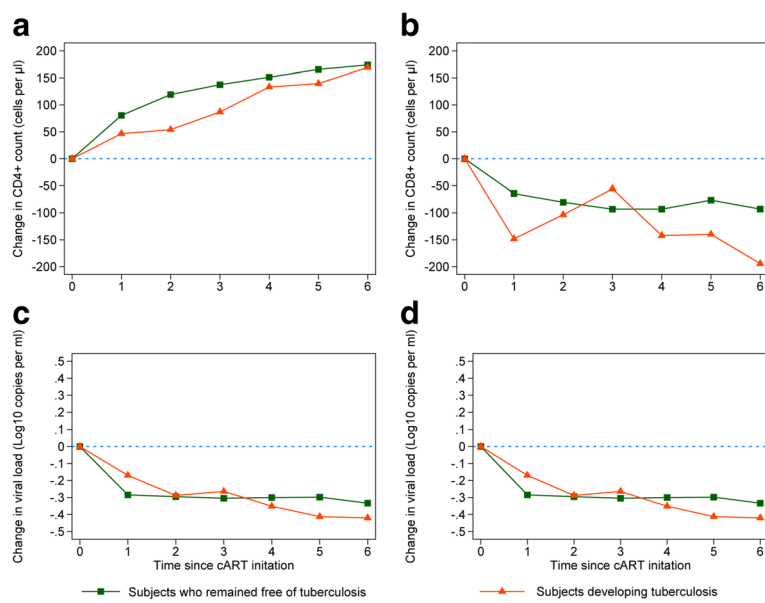 a
b
Change in CD4+ count (cells per µl)
200
150
100
50
0
-50
-100
-150
-200
0 1 2 3 4 5 6
Change in CD8+ count (cells per µl)
200
150
100
50
0
-50
-100
-150
-200
0 1 2 3 4 5 6
c
d
Change in viral load (Log10 copies per ml)
.5
.4
.3
.2
.1
0
-.1
-.2
-.3
-.4
-.5
0 1 2 3 4 5 6
Time since cART initation
Change in viral load (Log10 copies per ml)
.5
.4
.3
.2
.1
0
-.1
-.2
-.3
-.4
-.5
0 1 2 3 4 5 6
Time since cART initation
Subjects who remained free of tuberculosis
Subjects developing tuberculosis